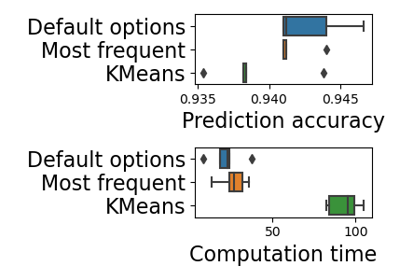 Default options
Most frequent
KMeans
0.935 0.940 0.945
Prediction accuracy
Default options
Most frequent
KMeans
50 100
Computation time